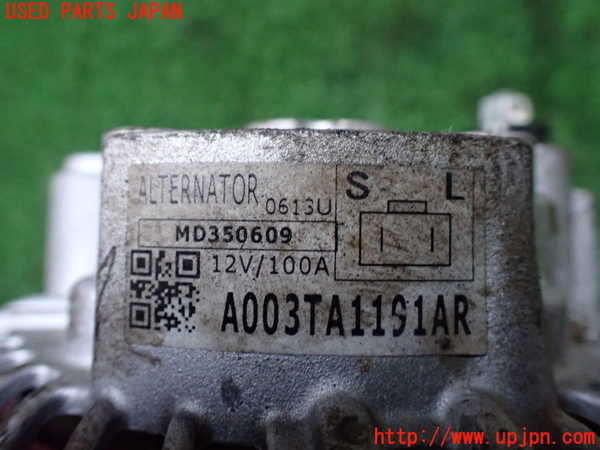 USED PARTS JAPAN
ALTERNATOR 0613U
S L
MD350609
12V/100A
A003TA1191AR
http://www.upjpn.com